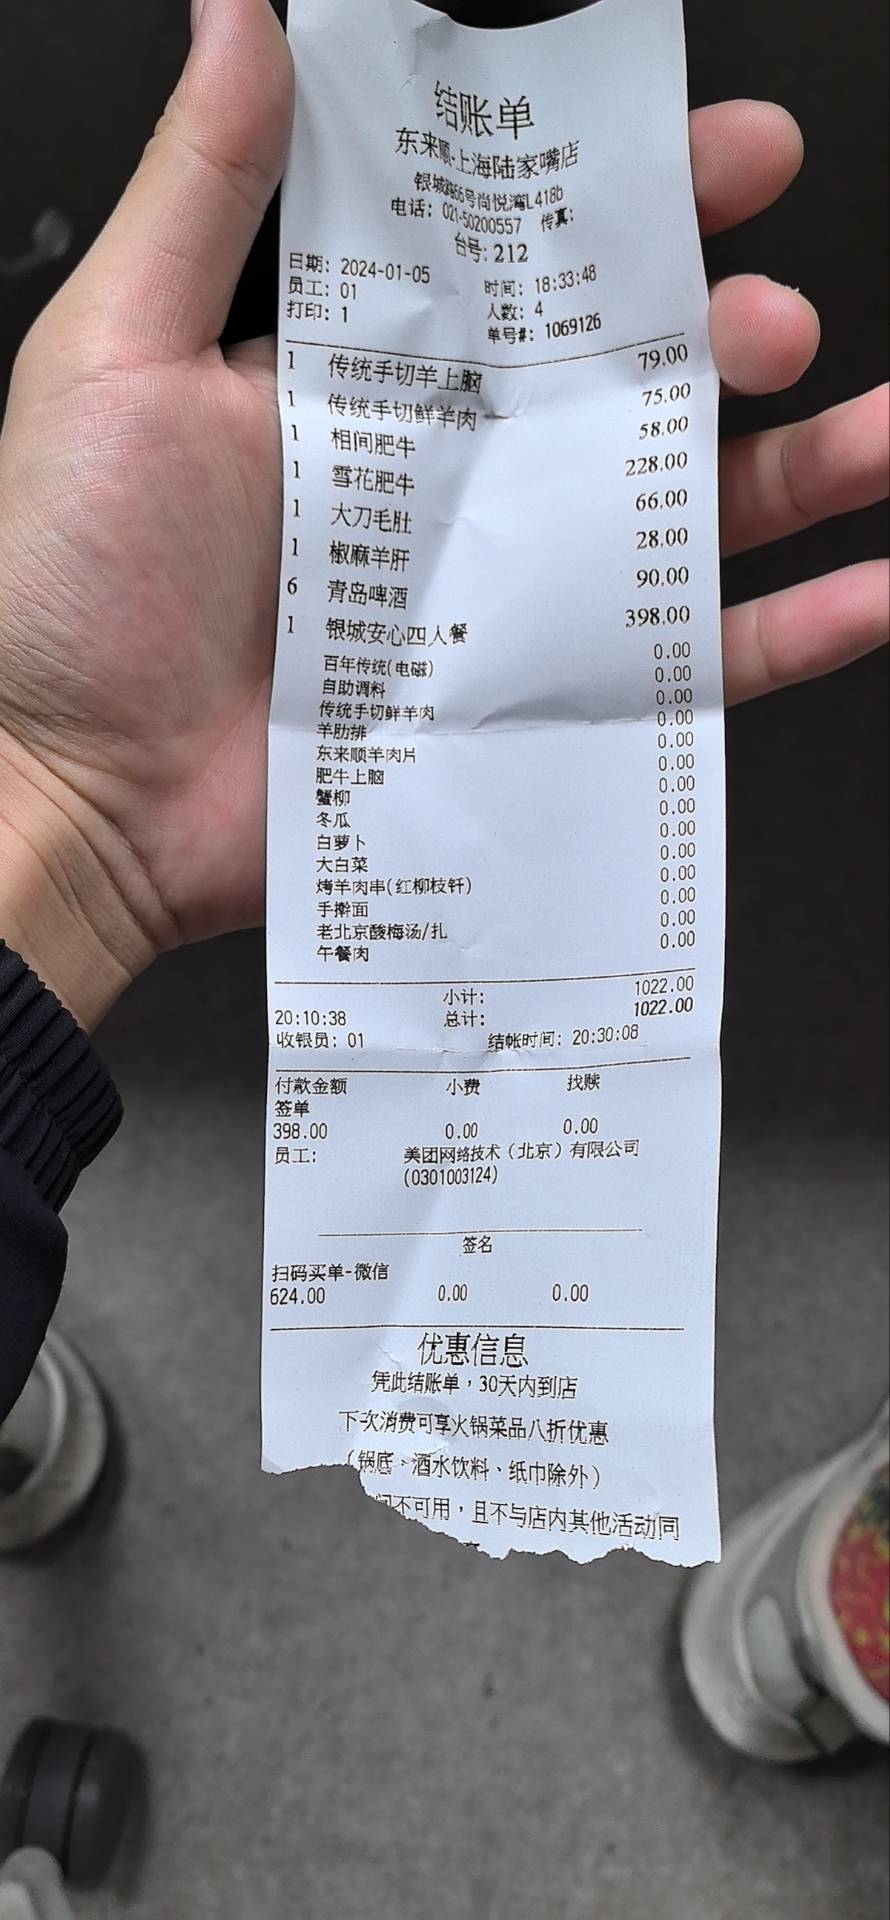 结账单
东来顺·上海陆家嘴店
银城路66号尚悦湾L418b
电话: 021-50200557 传真:
台号: 212
日期: 2024-01-05 时间: 18:33:48
员工: 01 人数: 4
打印: 1 单号#: 1069126
1 传统手切羊上脑 79.00
1 传统手切鲜羊肉 75.00
1 相间肥牛 58.00
1 雪花肥牛 228.00
1 大刀毛肚 66.00
1 椒麻羊肝 28.00
6 青岛啤酒 90.00
1 银城安心四人餐 398.00
百年传统(电磁) 0.00
自助调料 0.00
传统手切鲜羊肉 0.00
羊肋排 0.00
东来顺羊肉片 0.00
肥牛上脑 0.00
蟹柳 0.00
冬瓜 0.00
白萝卜 0.00
大白菜 0.00
烤羊肉串(红柳枝钎) 0.00
手擀面 0.00
老北京酸梅汤/扎 0.00
午餐肉 0.00
小计: 1022.00
20:10:38 总计: 1022.00
收银员: 01 结帐时间: 20:30:08
付款金额 小费 找赎
签单
398.00 0.00 0.00
员工: 美团网络技术（北京）有限公司
(0301003124)
签名
扫码买单-微信
624.00 0.00 0.00
优惠信息
凭此结账单，30天内到店
下次消费可享火锅菜品八折优惠
（锅底、酒水饮料、纸巾除外）
不可用，且不与店内其他活动同